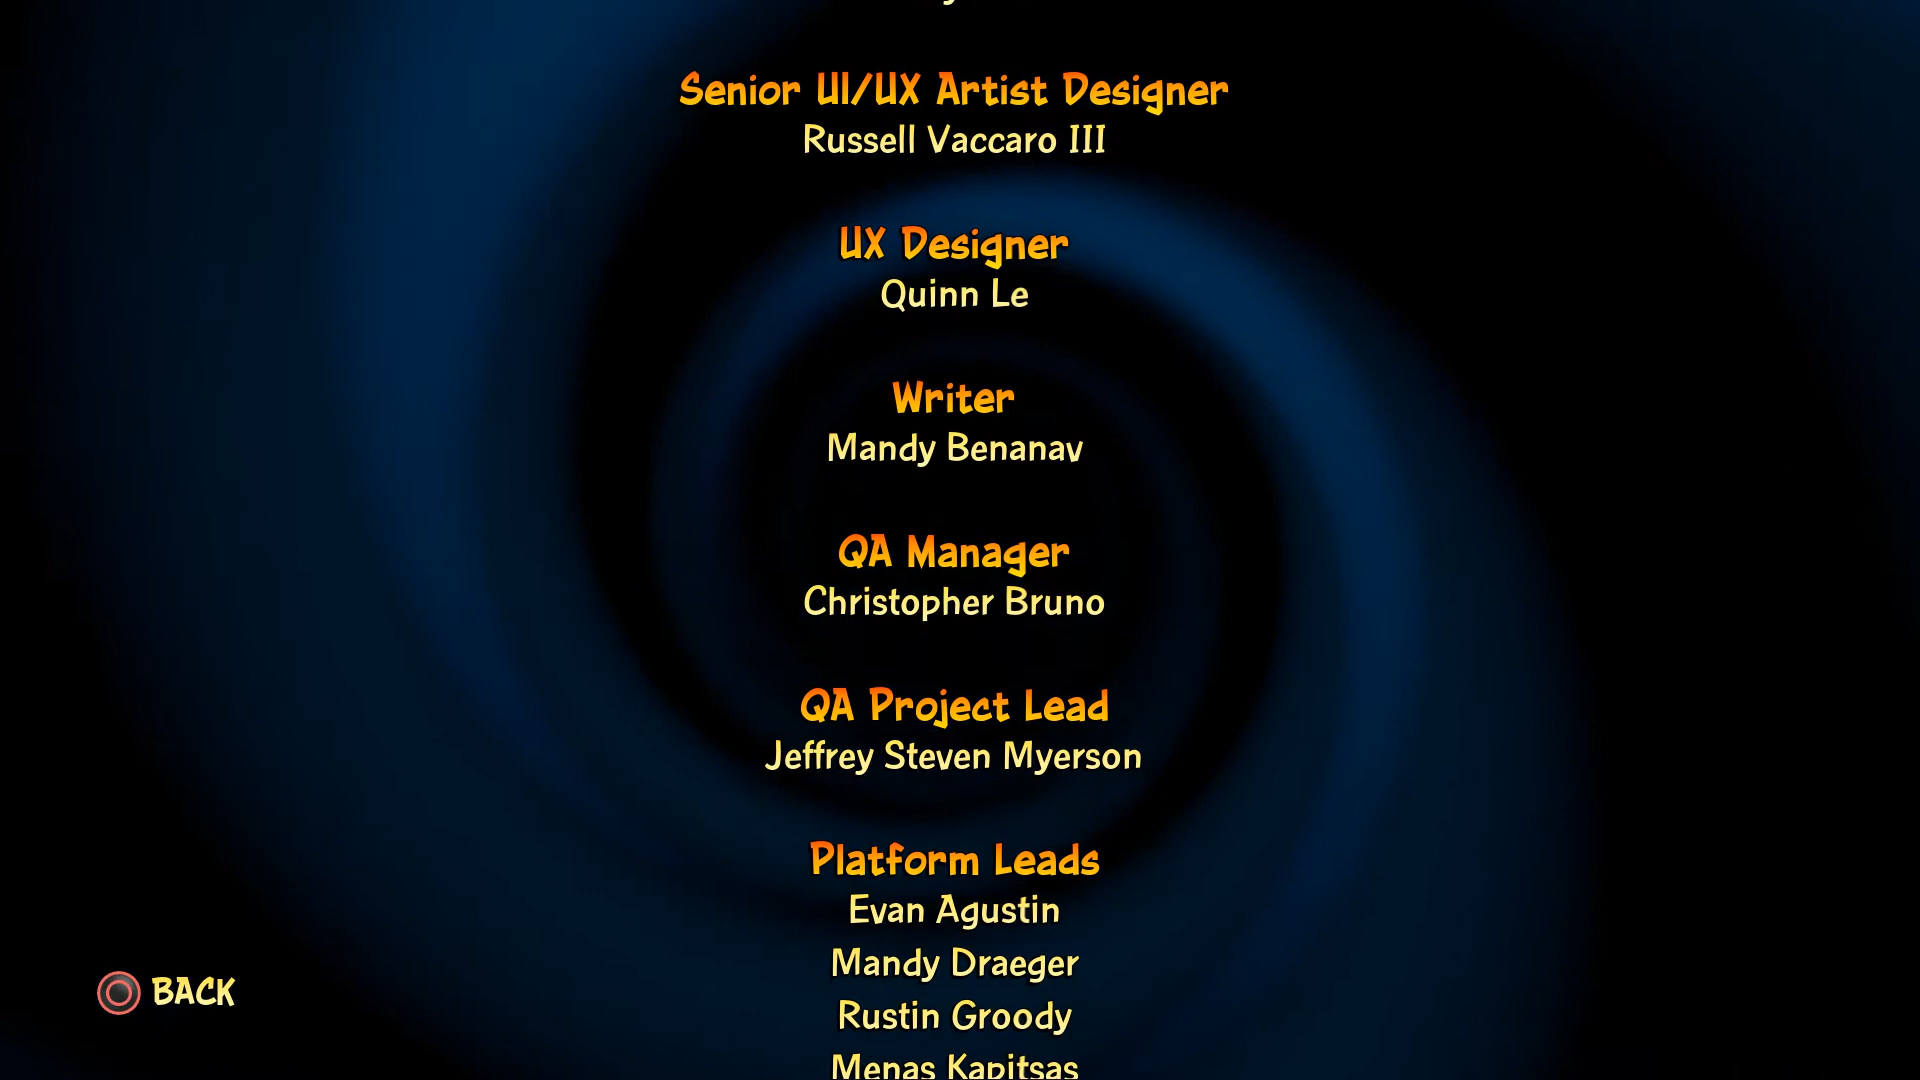 Senior UI/UX Artist Designer
Russell Vaccaro III
UX Designer
Quinn Le
Writer
Mandy Benanav
QA Manager
Christopher Bruno
QA Project Lead
Jeffrey Steven Myerson
Platform Leads
Evan Agustin
Mandy Draeger
Rustin Groody
Menas Kapitsas
BACK